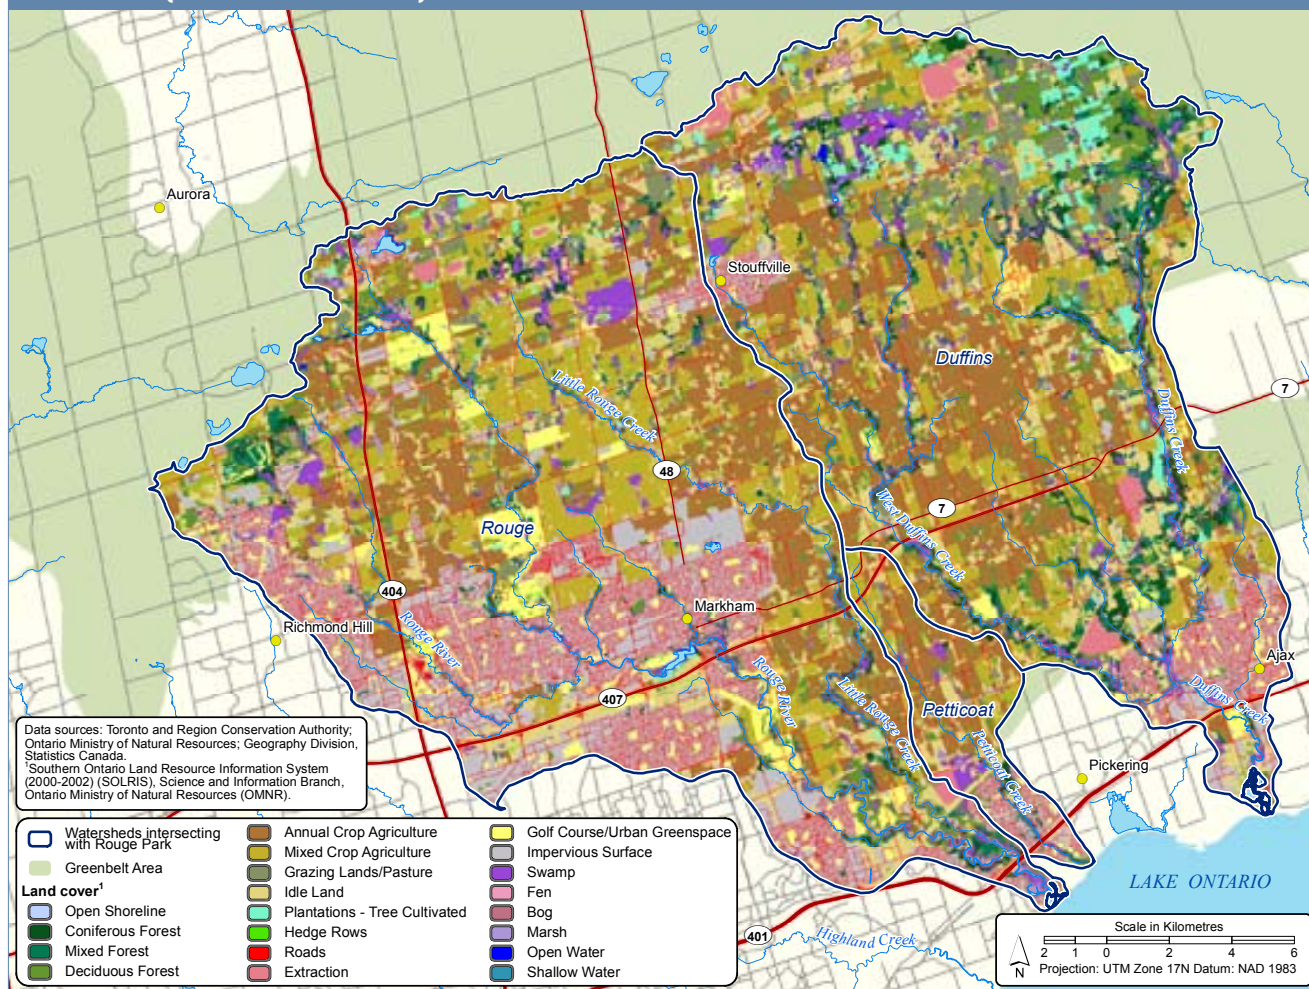 Aurora
Stouffville
Duffins
7
Little Rouge Creek
Duffins Creek
48
7
West Duffins Creek
Rouge
404
Markham
Richmond Hill
Rouge River
Ajax
Rouge River
Little Rouge Creek
Duffins Creek
407
Petticoat
Petticoat Creek
Pickering
Data sources: Toronto and Region Conservation Authority;
Ontario Ministry of Natural Resources; Geography Division,
Statistics Canada.
1Southern Ontario Land Resource Information System
(2000-2002) (SOLRIS), Science and Information Branch,
Ontario Ministry of Natural Resources (OMNR).
Watersheds intersecting
with Rouge Park
Greenbelt Area
Land cover1
Open Shoreline
Coniferous Forest
Mixed Forest
Deciduous Forest
Annual Crop Agriculture
Mixed Crop Agriculture
Grazing Lands/Pasture
Idle Land
Plantations - Tree Cultivated
Hedge Rows
Roads
Extraction
Golf Course/Urban Greenspace
Impervious Surface
Swamp
Fen
Bog
Marsh
Open Water
Shallow Water
LAKE ONTARIO
401
Highland Creek
N
Scale in Kilometres
2 1 0 2 4 6
Projection: UTM Zone 17N Datum: NAD 1983